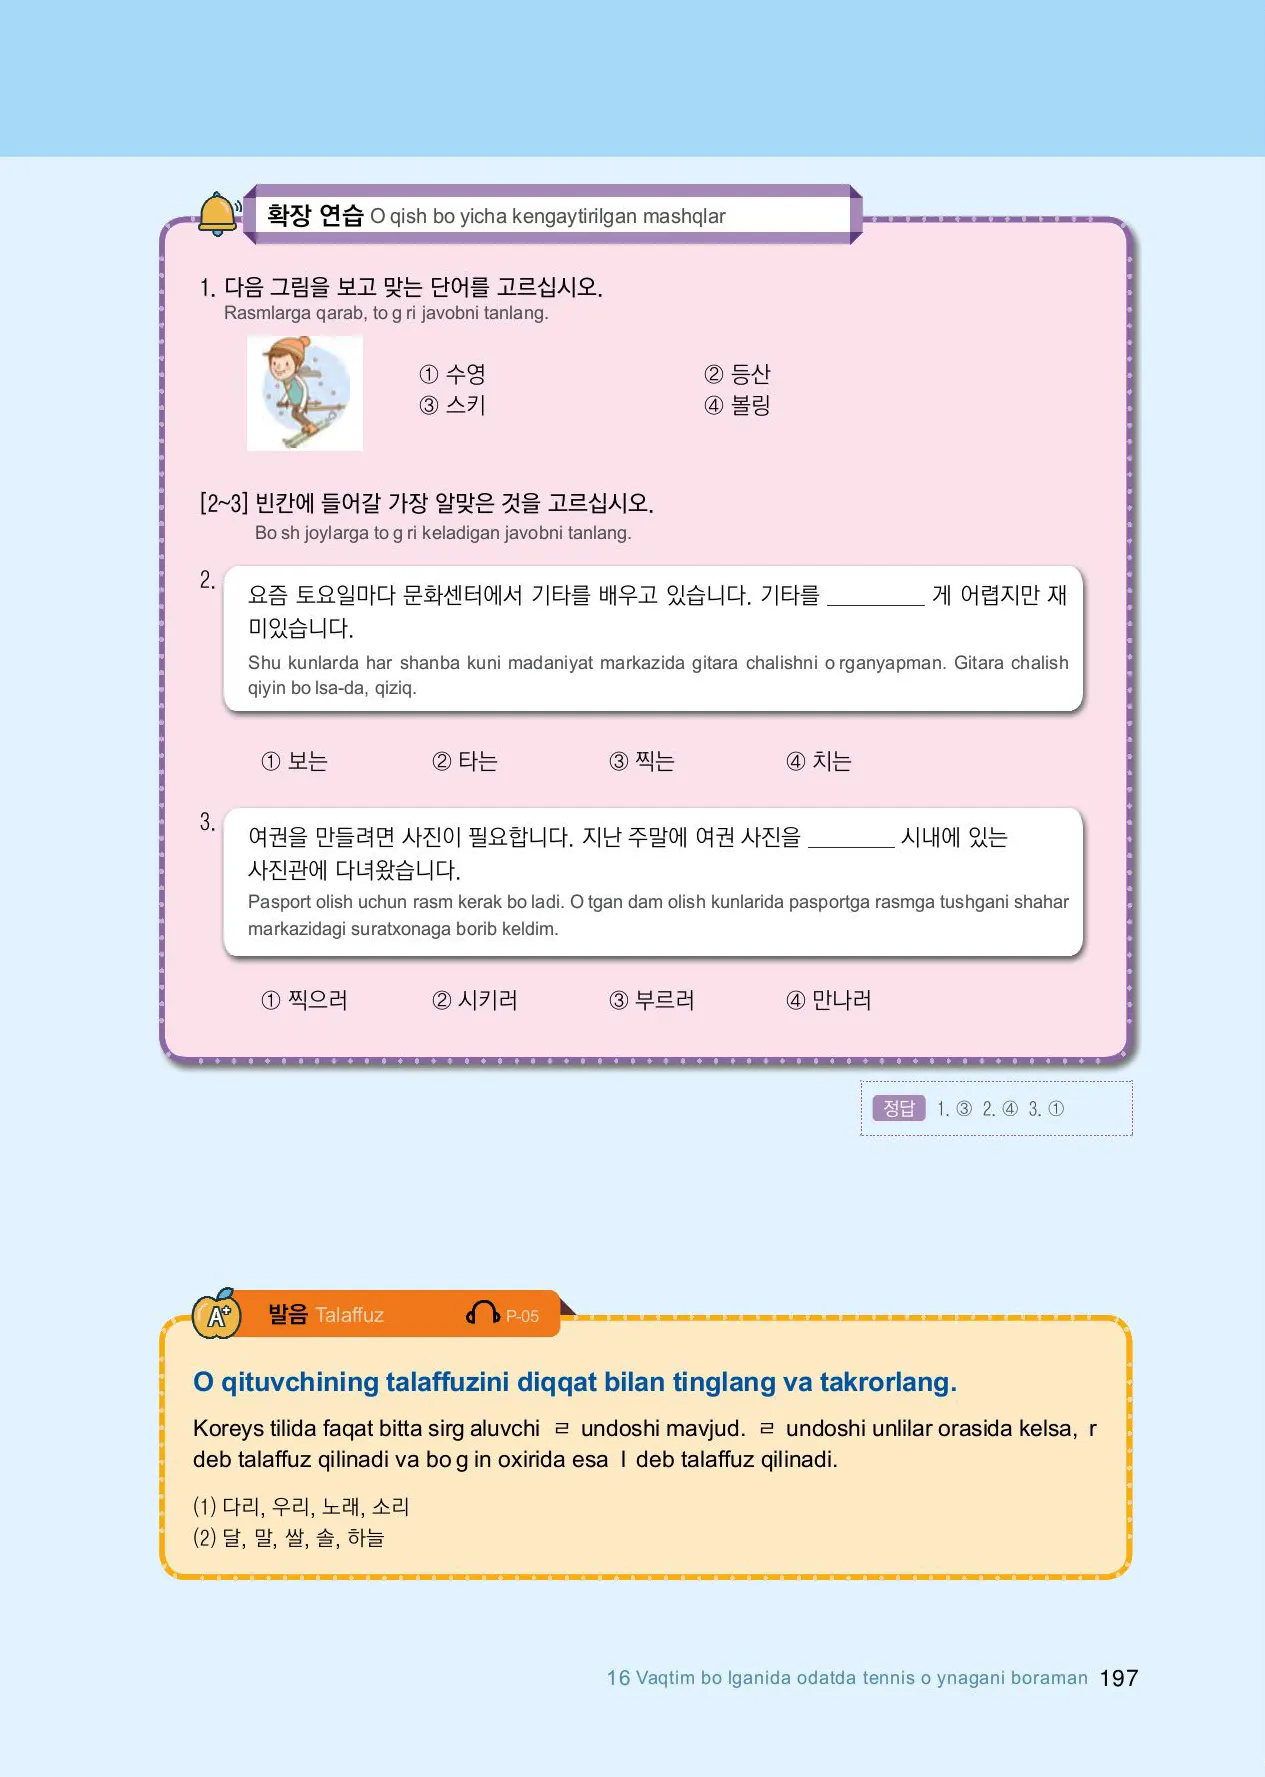 확장 연습 O qish bo yicha kengaytirilgan mashqlar
1. 다음 그림을 보고 맞는 단어를 고르십시오.
Rasmlarga qarab, to g ri javobni tanlang.
① 수영 ② 등산
③ 스키 ④ 볼링
[2~3] 빈칸에 들어갈 가장 알맞은 것을 고르십시오.
Bo sh joylarga to g ri keladigan javobni tanlang.
2. 요즘 토요일마다 문화센터에서 기타를 배우고 있습니다. 기타를 ________ 게 어렵지만 재
미있습니다.
Shu kunlarda har shanba kuni madaniyat markazida gitara chalishni o rganyapman. Gitara chalish
qiyin bo lsa-da, qiziq.
① 보는 ② 타는 ③ 찍는 ④ 치는
3. 여권을 만들려면 사진이 필요합니다. 지난 주말에 여권 사진을 ________ 시내에 있는
사진관에 다녀왔습니다.
Pasport olish uchun rasm kerak bo ladi. O tgan dam olish kunlarida pasportga rasmga tushgani shahar
markazidagi suratxonaga borib keldim.
① 찍으러 ② 시키러 ③ 부르러 ④ 만나러
정답 1. ③ 2. ④ 3. ①
A+ 발음 Talaffuz P-05
O qituvchining talaffuzini diqqat bilan tinglang va takrorlang.
Koreys tilida faqat bitta sirg aluvchi ㄹ undoshi mavjud. ㄹ undoshi unlilar orasida kelsa, r
deb talaffuz qilinadi va bo g in oxirida esa l deb talaffuz qilinadi.
(1) 다리, 우리, 노래, 소리
(2) 달, 말, 쌀, 솔, 하늘
16 Vaqtim bo lganida odatda tennis o ynagani boraman 197